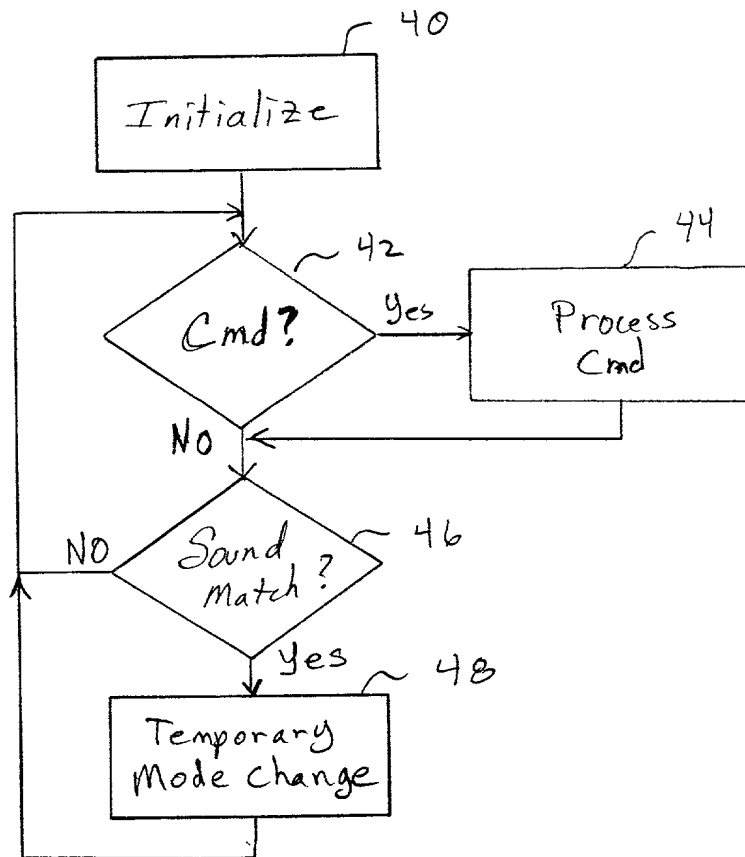 40
Initialize
42
Cmd?
Yes
44
Process
Cmd
NO
46
Sound
Match?
NO
Yes
48
Temporary
Mode Change